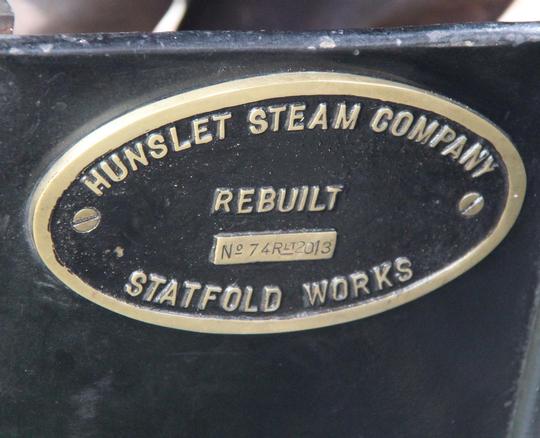 HUNSLET STEAM COMPANY
REBUILT
Nº 74RLT2013
STATFOLD WORKS